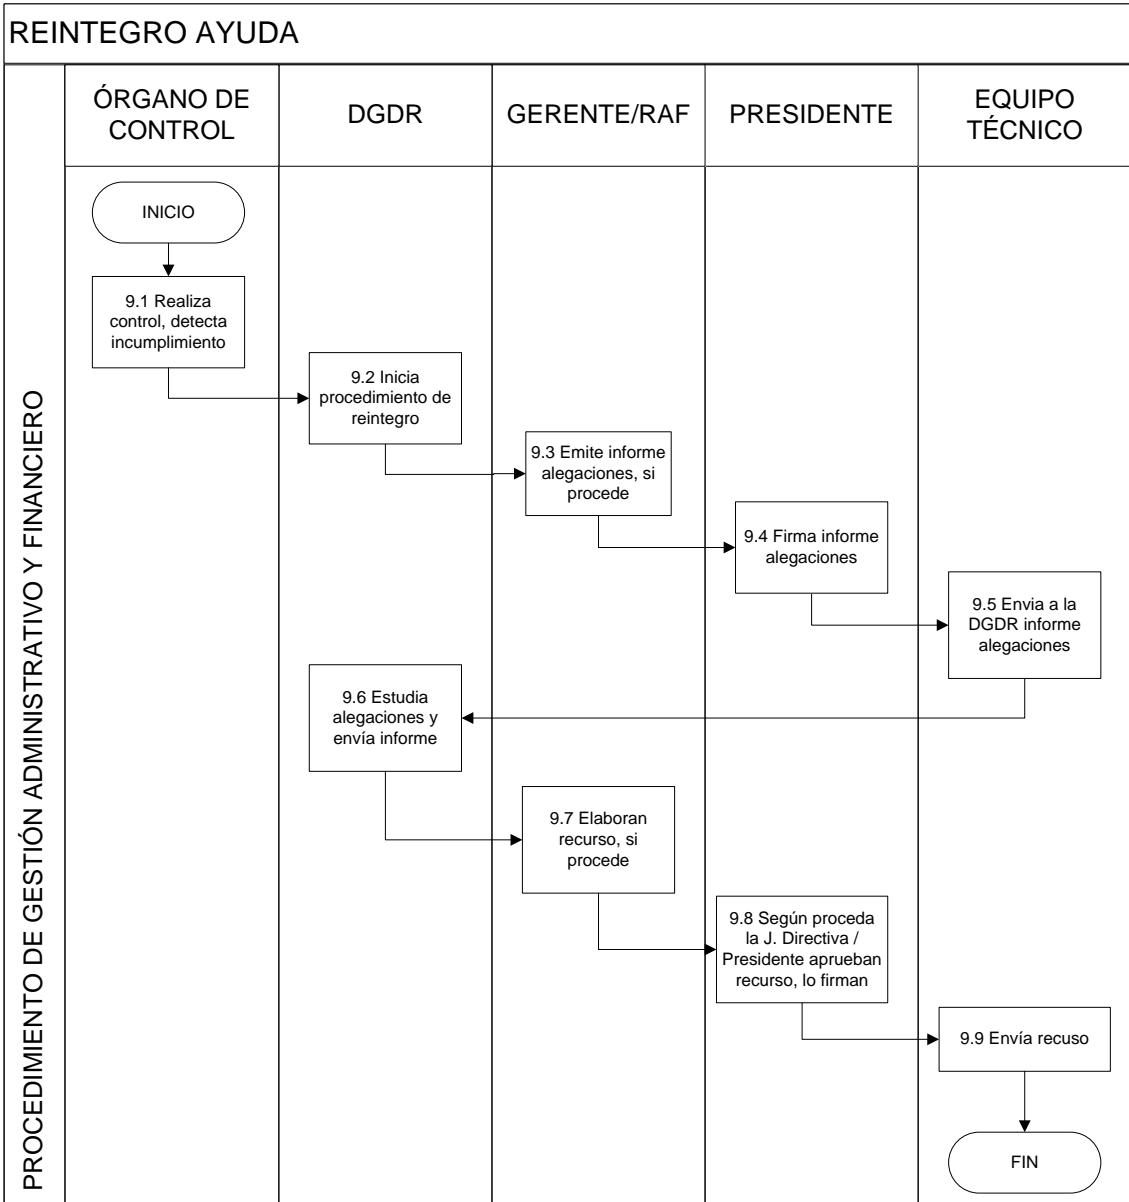 REINTEGRO AYUDA
PROCEDIMIENTO DE GESTIÓN ADMINISTRATIVO Y FINANCIERO
ÓRGANO DE
CONTROL
DGDR
GERENTE/RAF
PRESIDENTE
EQUIPO
TÉCNICO
INICIO
9.1 Realiza
control, detecta
incumplimiento
9.2 Inicia
procedimiento de
reintegro
9.3 Emite informe
alegaciones, si
procede
9.4 Firma informe
alegaciones
9.5 Envia a la
DGDR informe
alegaciones
9.6 Estudia
alegaciones y
envía informe
9.7 Elaboran
recurso, si
procede
9.8 Según proceda
la J. Directiva /
Presidente aprueban
recurso, lo firman
9.9 Envía recuso
FIN